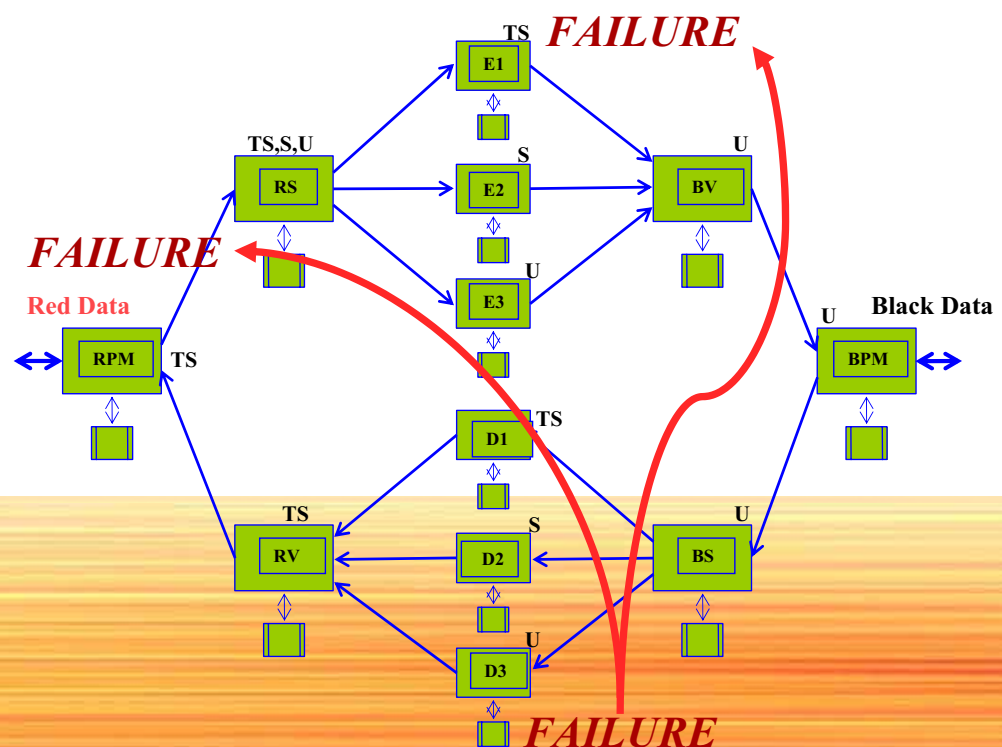 TS
FAILURE
E1
TS,S,U
S
U
RS
E2
BV
FAILURE
U
E3
Red Data
U
Black Data
RPM
TS
BPM
TS
D1
TS
S
U
RV
D2
BS
U
D3
FAILURE